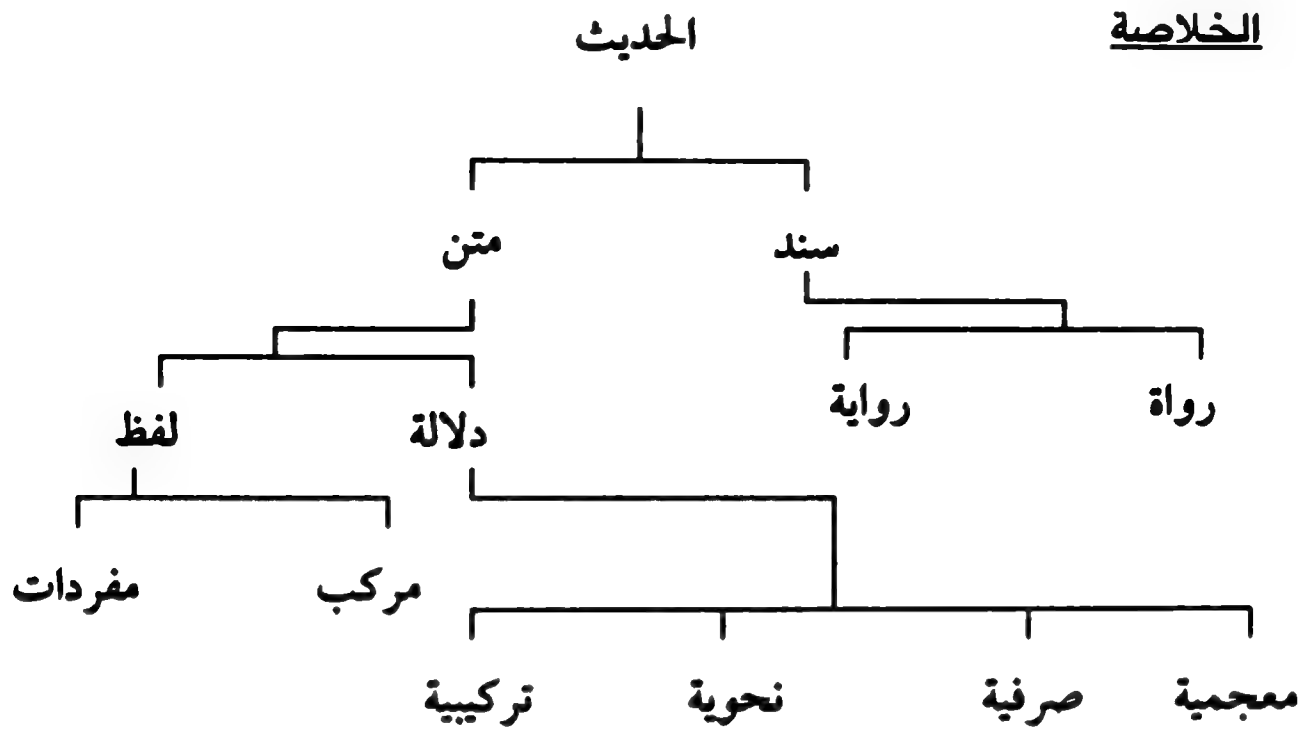 الخلاصة
الحديث
سند
متن
رواة
رواية
دلالة
لفظ
مركب
مفردات
معجمية
صرفية
نحوية
تركيبية